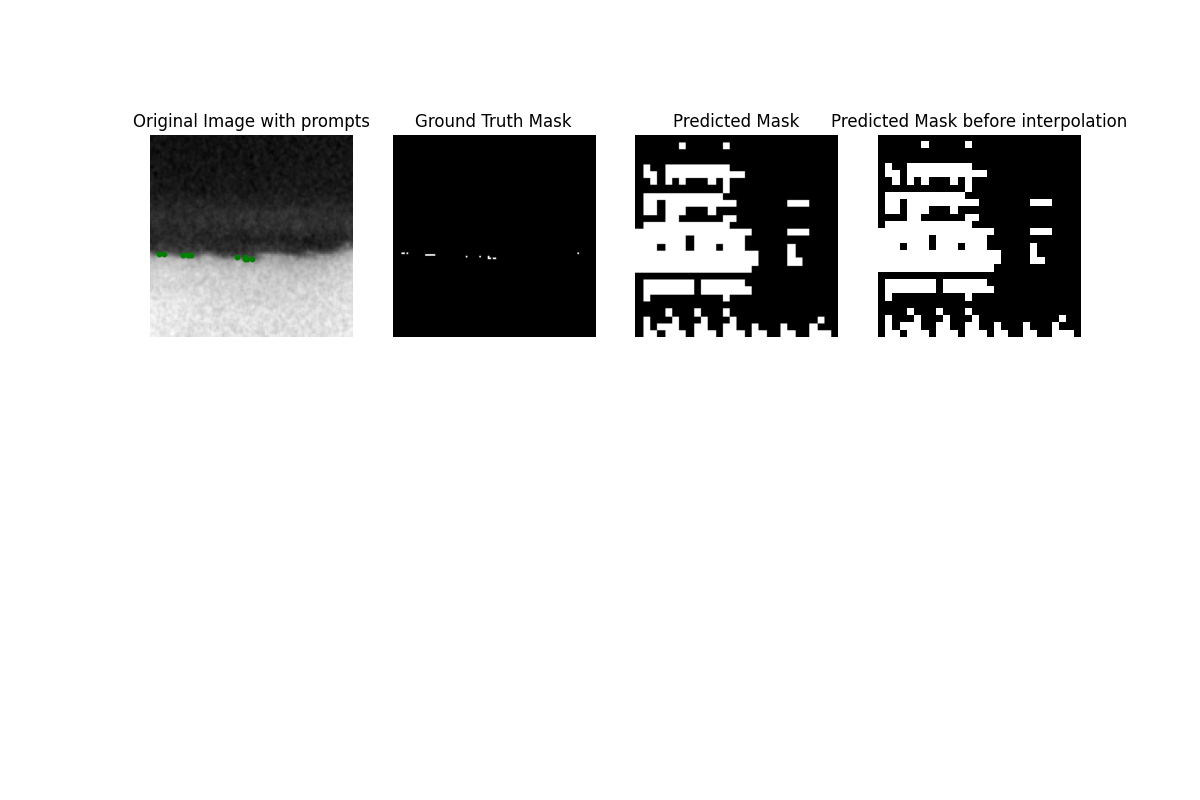 Original Image with prompts
Ground Truth Mask
Predicted Mask
Predicted Mask before interpolation